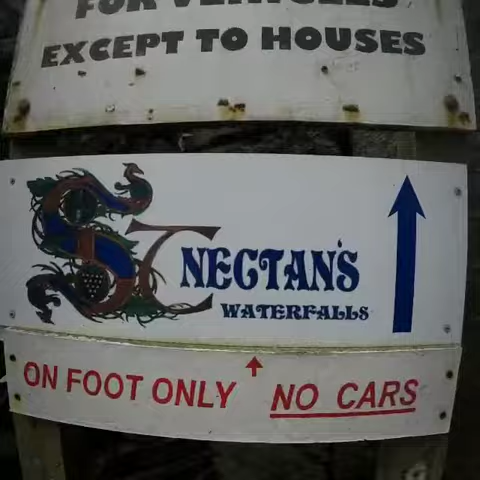 FOR VEHICLES
EXCEPT TO HOUSES
ST NECTAN'S
WATERFALLS
ON FOOT ONLY NO CARS